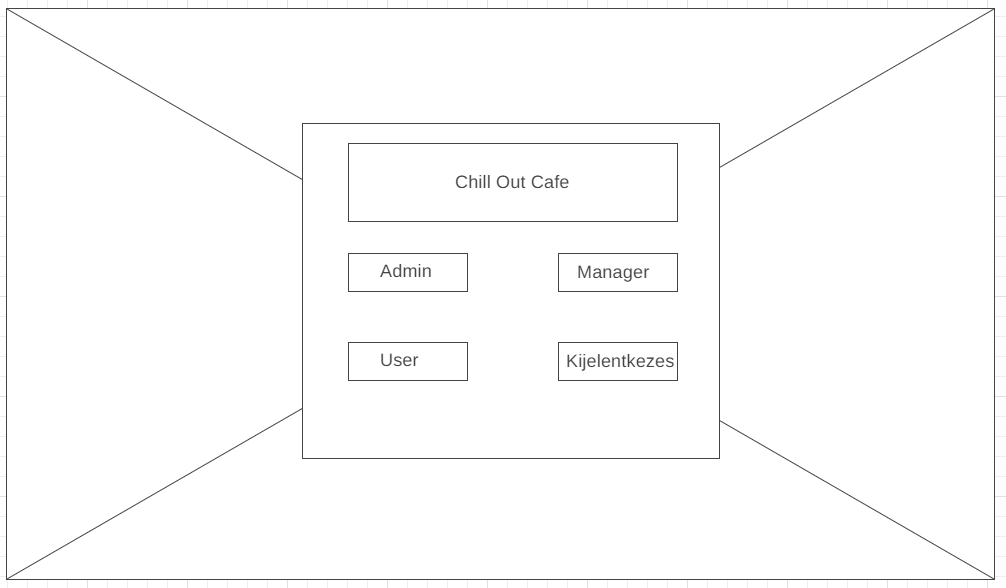 Chill Out Cafe
Admin
Manager
User
Kijelentkezes